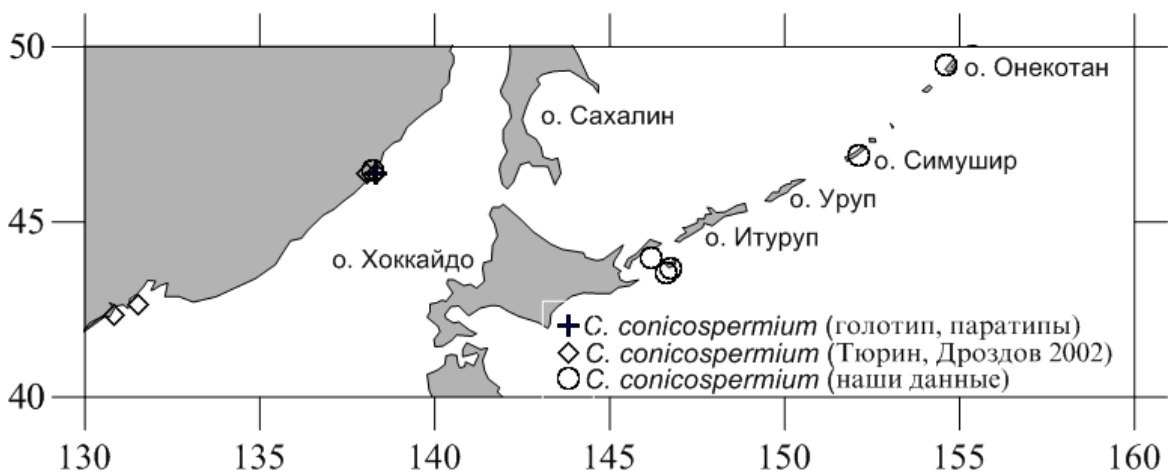 50
о. Онекотан
о. Сахалин
о. Симушир
о. Уруп
45
о. Итуруп
о. Хоккайдо
C. conicospermium (голотип, паратипы)
C. conicospermium (Тюрин, Дроздов 2002)
C. conicospermium (наши данные)
40
130 135 140 145 150 155 160